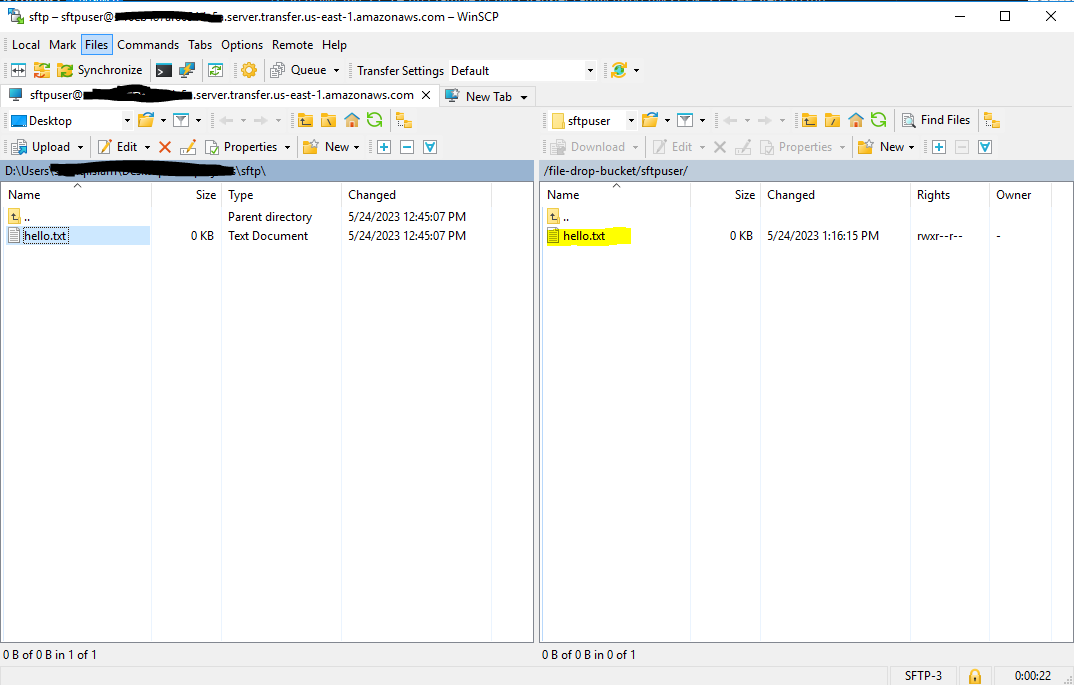 sftp – sftpuser@ .server.transfer.us-east-1.amazonaws.com – WinSCP
Local Mark Files Commands Tabs Options Remote Help
Synchronize Queue Transfer Settings Default
sftpuser@ .server.transfer.us-east-1.amazonaws.com New Tab
Desktop
sftpuser Find Files
Upload Edit Properties New
Download Edit Properties New
D:\Users\ \sftp\
/file-drop-bucket/sftpuser/
Name Size Type Changed
.. Parent directory 5/24/2023 12:45:07 PM
hello.txt 0 KB Text Document 5/24/2023 12:45:07 PM
Name Size Changed Rights Owner
..
hello.txt 0 KB 5/24/2023 1:16:15 PM rwxr--r-- -
0 B of 0 B in 1 of 1
0 B of 0 B in 0 of 1
SFTP-3 0:00:22